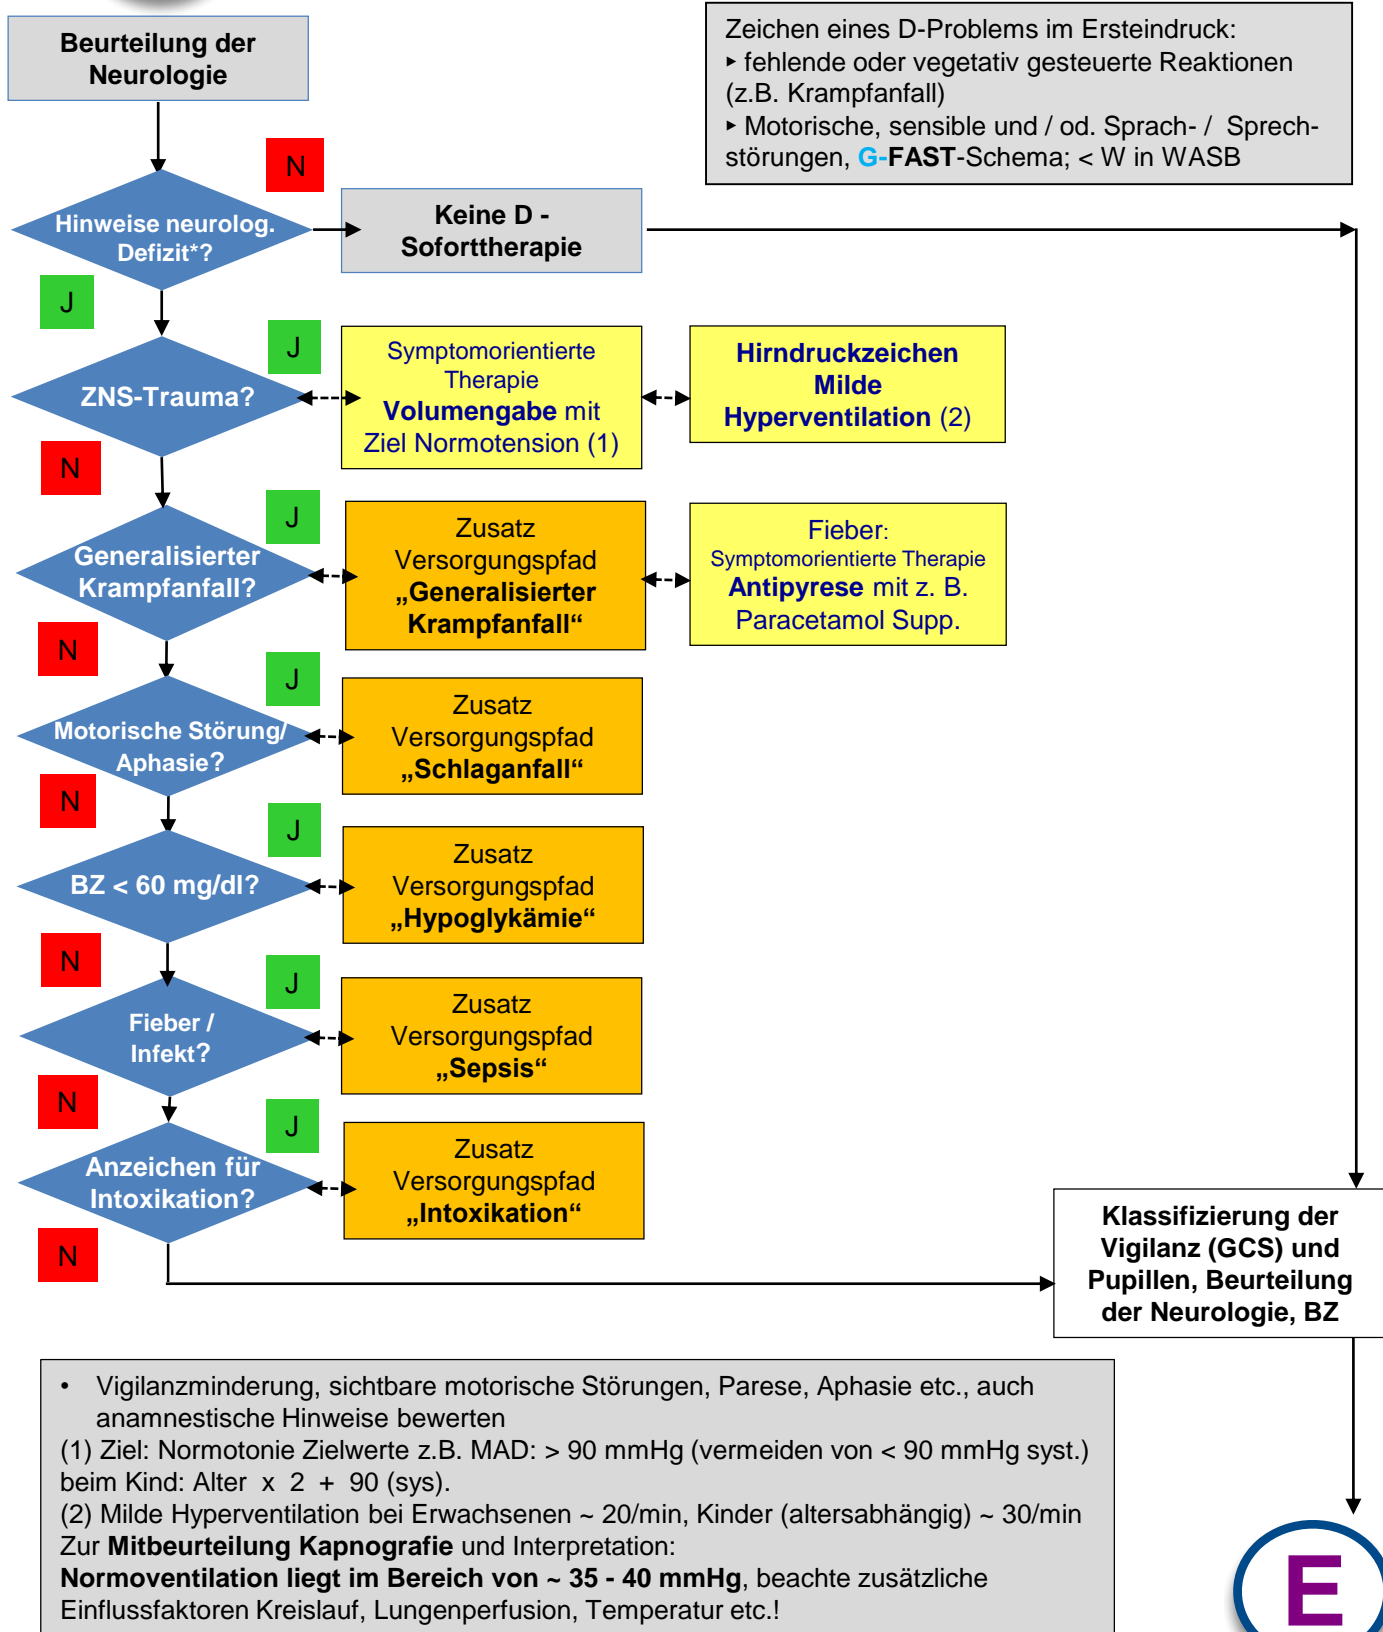 Beurteilung der
Neurologie
Zeichen eines D-Problems im Ersteindruck:
‣ fehlende oder vegetativ gesteuerte Reaktionen
(z.B. Krampfanfall)
‣ Motorische, sensible und / od. Sprach- / Sprech-
störungen, G-FAST-Schema; < W in WASB
N
Hinweise neurolog.
Defizit*?
Keine D -
Soforttherapie
J
J
ZNS-Trauma?
Symptomorientierte
Therapie
Volumengabe mit
Ziel Normotension (1)
Hirndruckzeichen
Milde
Hyperventilation (2)
N
J
Generalisierter
Krampfanfall?
Zusatz
Versorgungspfad
„Generalisierter
Krampfanfall“
Fieber:
Symptomorientierte Therapie
Antipyrese mit z. B.
Paracetamol Supp.
N
J
Motorische Störung/
Aphasie?
Zusatz
Versorgungspfad
„Schlaganfall“
N
J
BZ < 60 mg/dl?
Zusatz
Versorgungspfad
„Hypoglykämie“
N
J
Fieber /
Infekt?
Zusatz
Versorgungspfad
„Sepsis“
N
J
Anzeichen für
Intoxikation?
Zusatz
Versorgungspfad
„Intoxikation“
N
Klassifizierung der
Vigilanz (GCS) und
Pupillen, Beurteilung
der Neurologie, BZ
• Vigilanzminderung, sichtbare motorische Störungen, Parese, Aphasie etc., auch
anamnestische Hinweise bewerten
(1) Ziel: Normotonie Zielwerte z.B. MAD: > 90 mmHg (vermeiden von < 90 mmHg syst.)
beim Kind: Alter x 2 + 90 (sys).
(2) Milde Hyperventilation bei Erwachsenen ~ 20/min, Kinder (altersabhängig) ~ 30/min
Zur Mitbeurteilung Kapnografie und Interpretation:
Normoventilation liegt im Bereich von ~ 35 - 40 mmHg, beachte zusätzliche
Einflussfaktoren Kreislauf, Lungenperfusion, Temperatur etc.!
E